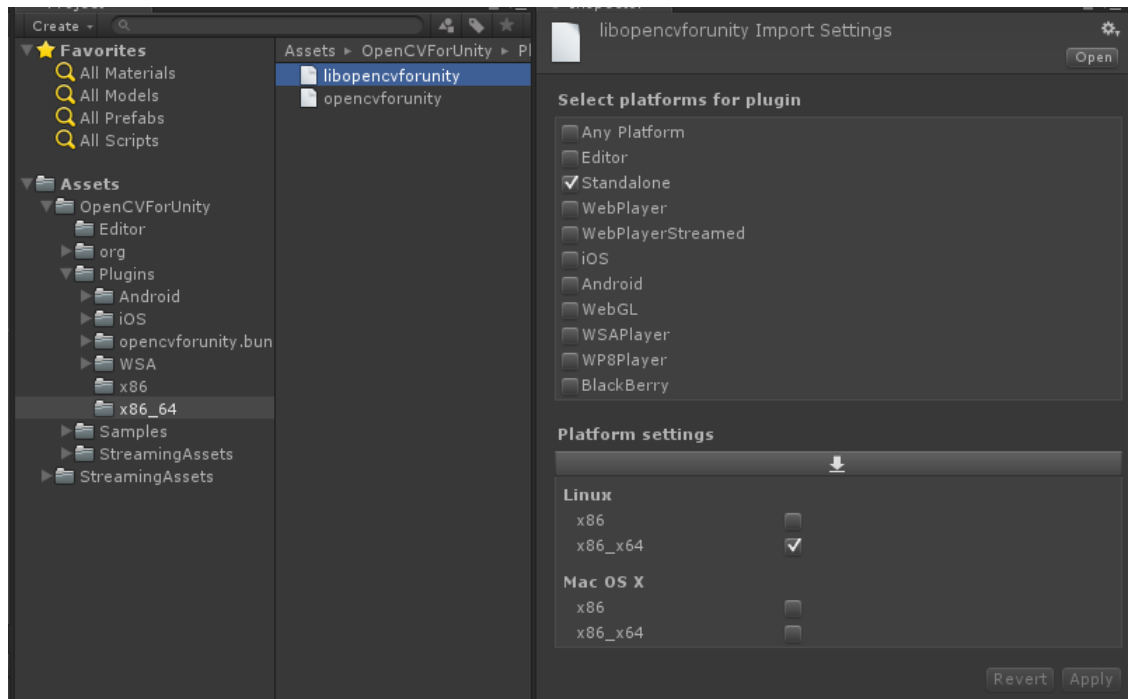 Create
libopencvforunity Import Settings
Open
Favorites
All Materials
All Models
All Prefabs
All Scripts
Assets
OpenCVForUnity
Editor
org
Plugins
Android
iOS
opencvforunity.bun
WSA
x86
x86_64
Samples
StreamingAssets
StreamingAssets
Assets ▸ OpenCVForUnity ▸ Pl
libopencvforunity
opencvforunity
Select platforms for plugin
Any Platform
Editor
Standalone
WebPlayer
WebPlayerStreamed
iOS
Android
WebGL
WSAPlayer
WP8Player
BlackBerry
Platform settings
Linux
x86
x86_x64
Mac OS X
x86
x86_x64
Revert Apply